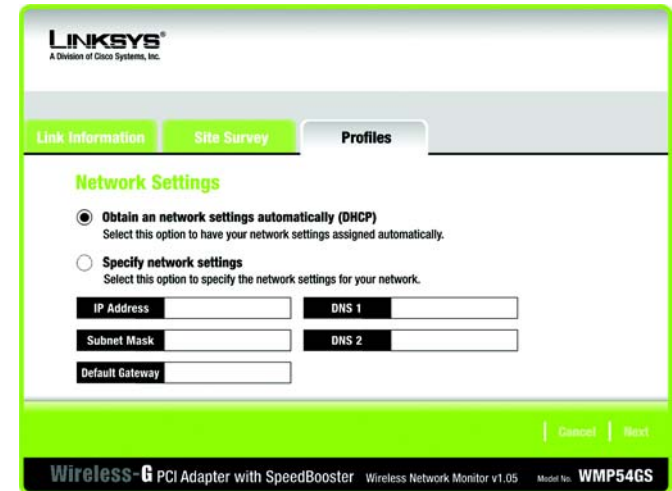 LINKSYS®
A Division of Cisco Systems, Inc.
Link Information
Site Survey
Profiles
Network Settings
Obtain an network settings automatically (DHCP)
Select this option to have your network settings assigned automatically.
Specify network settings
Select this option to specify the network settings for your network.
IP Address
DNS 1
Subnet Mask
DNS 2
Default Gateway
Cancel
Next
Wireless-G PCI Adapter with SpeedBooster Wireless Network Monitor v1.05 Model No. WMP54GS